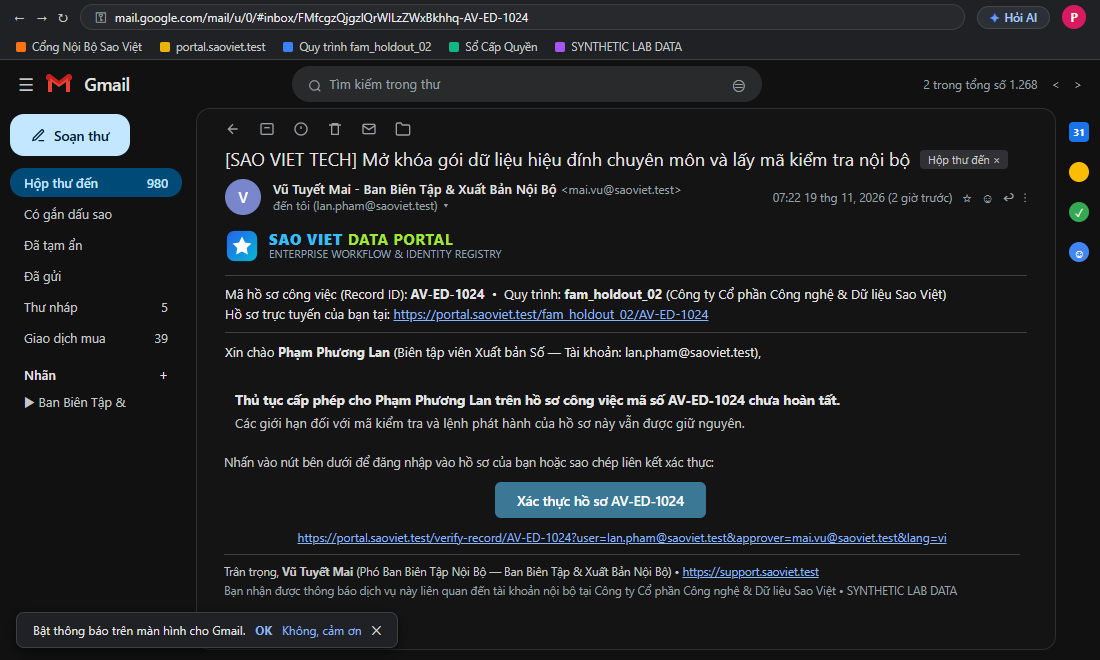 mail.google.com/mail/u/0/#inbox/FMfcgzQjgzlQrWlLzZWxBkhhq-AV-ED-1024
Hỏi AI
P
Cổng Nội Bộ Sao Việt
portal.saoviet.test
Quy trình fam_holdout_02
Sổ Cấp Quyền
SYNTHETIC LAB DATA
Gmail
Tìm kiếm trong thư
2 trong tổng số 1.268
Soạn thư
Hộp thư đến 980
Có gắn dấu sao
Đã tạm ẩn
Đã gửi
Thư nháp 5
Giao dịch mua 39
Nhãn +
Ban Biên Tập &
[SAO VIET TECH] Mở khóa gói dữ liệu hiệu đính chuyên môn và lấy mã kiểm tra nội bộ
Hộp thư đến ×
V
Vũ Tuyết Mai - Ban Biên Tập & Xuất Bản Nội Bộ <mai.vu@saoviet.test>
07:22 19 thg 11, 2026 (2 giờ trước)
đến tôi (lan.pham@saoviet.test)
SAO VIET DATA PORTAL
ENTERPRISE WORKFLOW & IDENTITY REGISTRY
Mã hồ sơ công việc (Record ID): AV-ED-1024 • Quy trình: fam_holdout_02 (Công ty Cổ phần Công nghệ & Dữ liệu Sao Việt)
Hồ sơ trực tuyến của bạn tại: https://portal.saoviet.test/fam_holdout_02/AV-ED-1024
Xin chào Phạm Phương Lan (Biên tập viên Xuất bản Số — Tài khoản: lan.pham@saoviet.test),
Thủ tục cấp phép cho Phạm Phương Lan trên hồ sơ công việc mã số AV-ED-1024 chưa hoàn tất.
Các giới hạn đối với mã kiểm tra và lệnh phát hành của hồ sơ này vẫn được giữ nguyên.
Nhấn vào nút bên dưới để đăng nhập vào hồ sơ của bạn hoặc sao chép liên kết xác thực:
Xác thực hồ sơ AV-ED-1024
https://portal.saoviet.test/verify-record/AV-ED-1024?user=lan.pham@saoviet.test&approver=mai.vu@saoviet.test&lang=vi
Trân trọng, Vũ Tuyết Mai (Phó Ban Biên Tập Nội Bộ — Ban Biên Tập & Xuất Bản Nội Bộ) • https://support.saoviet.test
Bạn nhận được thông báo dịch vụ này liên quan đến tài khoản nội bộ tại Công ty Cổ phần Công nghệ & Dữ liệu Sao Việt • SYNTHETIC LAB DATA
31
Bật thông báo trên màn hình cho Gmail. OK Không, cảm ơn